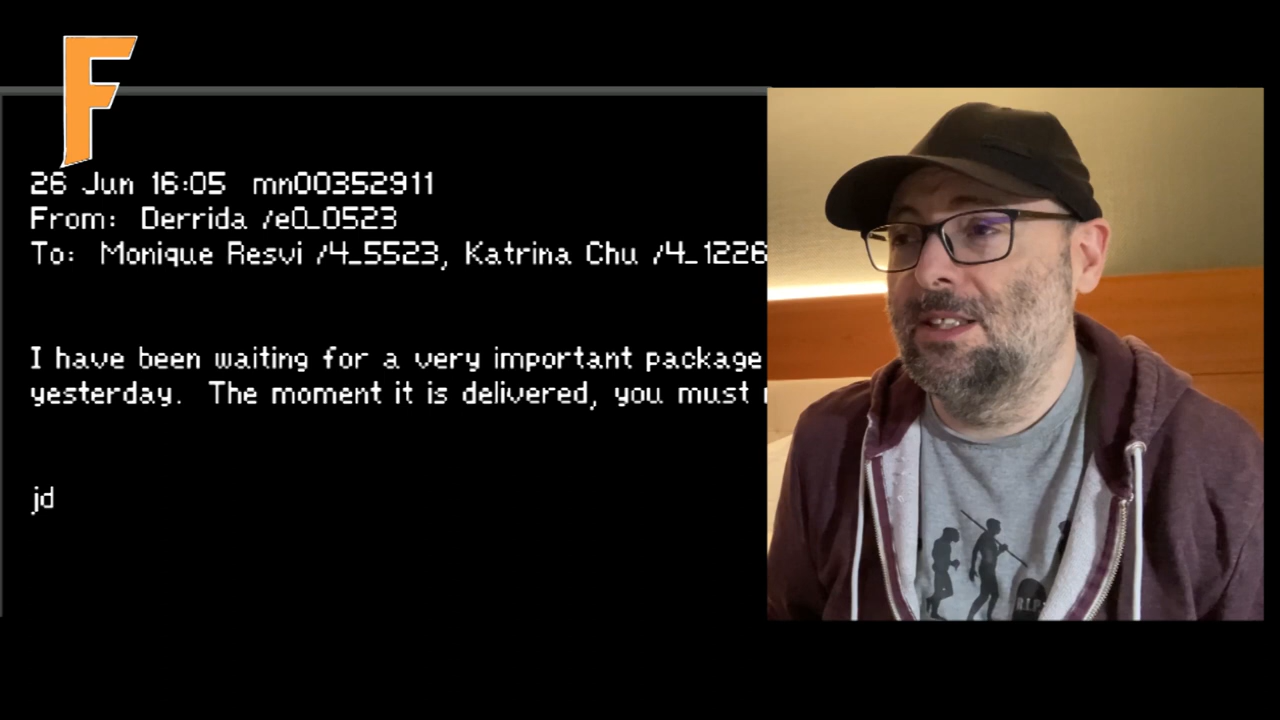 F
26 Jun 16:05 mn00352911
From: Derrida /e0_0523
To: Monique Resvi /4_5523, Katrina Chu /4_1226
I have been waiting for a very important package
yesterday. The moment it is delivered, you must
jd
R.I.P.